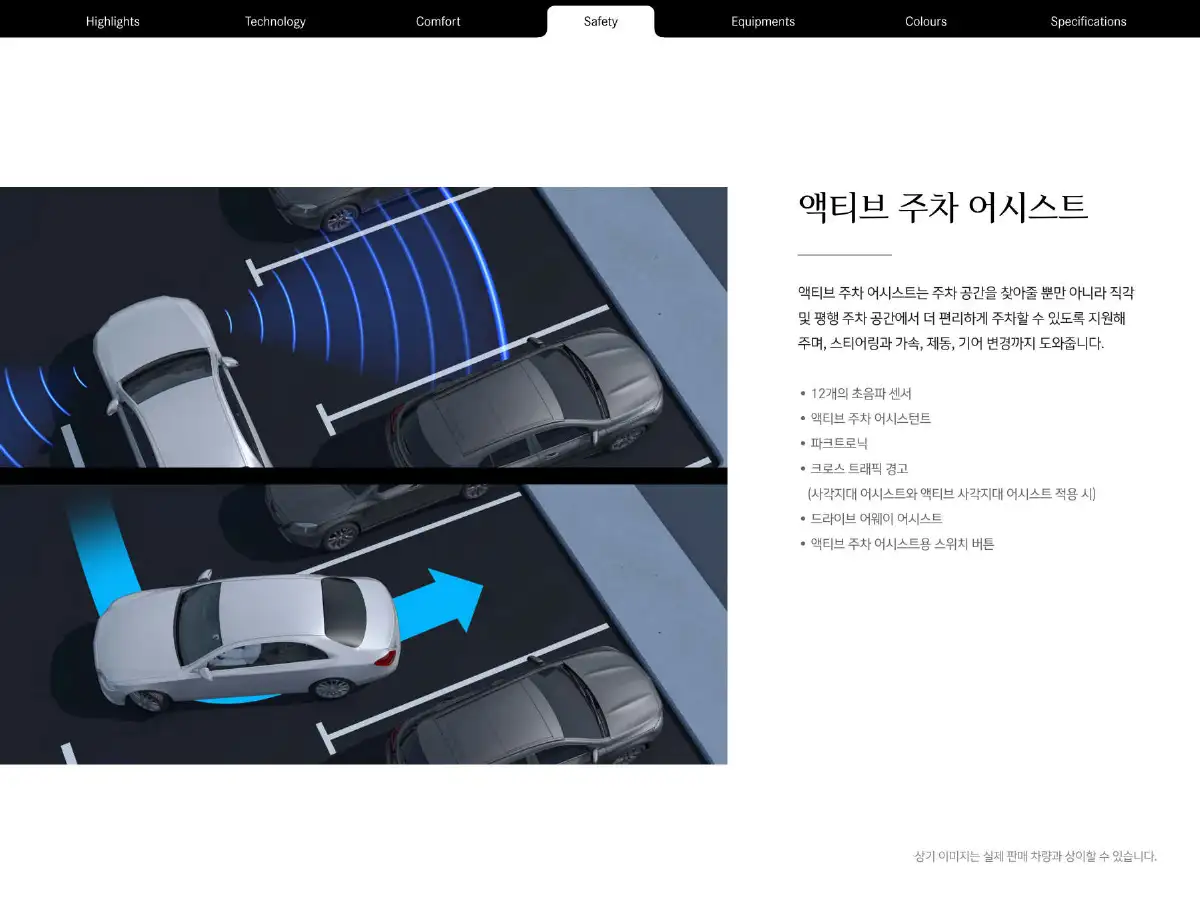 Highlights
Technology
Comfort
Safety
Equipments
Colours
Specifications
액티브 주차 어시스트
액티브 주차 어시스트는 주차 공간을 찾아줄 뿐만 아니라 직각
및 평행 주차 공간에서 더 편리하게 주차할 수 있도록 지원해
주며, 스티어링과 가속, 제동, 기어 변경까지 도와줍니다.
• 12개의 초음파 센서
• 액티브 주차 어시스턴트
• 파크트로닉
• 크로스 트래픽 경고
(사각지대 어시스트와 액티브 사각지대 어시스트 적용 시)
• 드라이브 어웨이 어시스트
• 액티브 주차 어시스트용 스위치 버튼
상기 이미지는 실제 판매 차량과 상이할 수 있습니다.